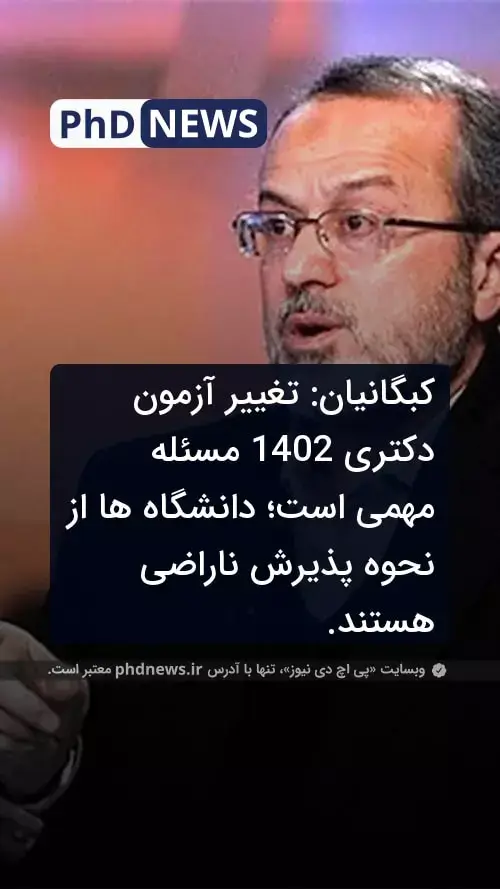 PhD NEWS
کبگانیان: تغییر آزمون
دکتری 1402 مسئله
مهمی است؛ دانشگاه ها از
نحوه پذیرش ناراضی
هستند.
وبسایت «پی اچ دی نیوز»، تنها با آدرس phdnews.ir معتبر است.